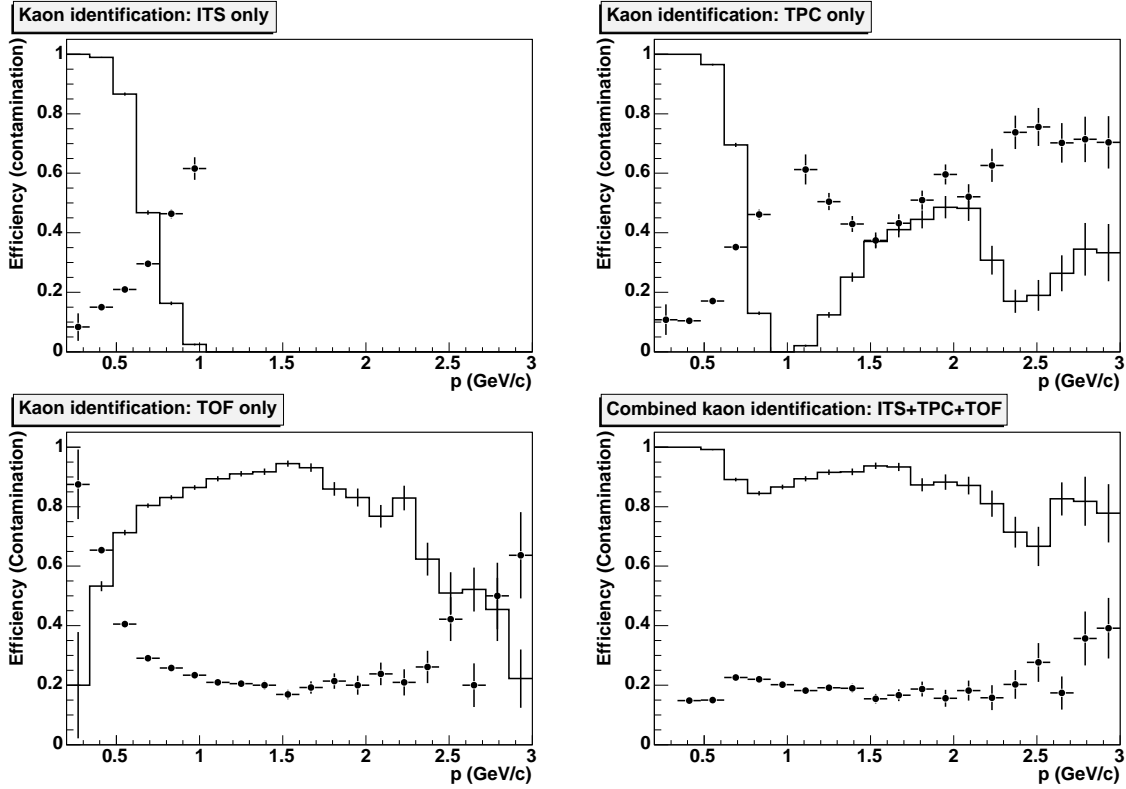 Kaon identification: ITS only
Efficiency (contamination)
1
0.8
0.6
0.4
0.2
0
0.5 1 1.5 2 2.5 3
p (GeV/c)
Kaon identification: TPC only
Efficiency (contamination)
1
0.8
0.6
0.4
0.2
0
0.5 1 1.5 2 2.5 3
p (GeV/c)
Kaon identification: TOF only
Efficiency (Contamination)
1
0.8
0.6
0.4
0.2
0
0.5 1 1.5 2 2.5 3
p (GeV/c)
Combined kaon identification: ITS+TPC+TOF
Efficiency (Contamination)
1
0.8
0.6
0.4
0.2
0
0.5 1 1.5 2 2.5 3
p (GeV/c)